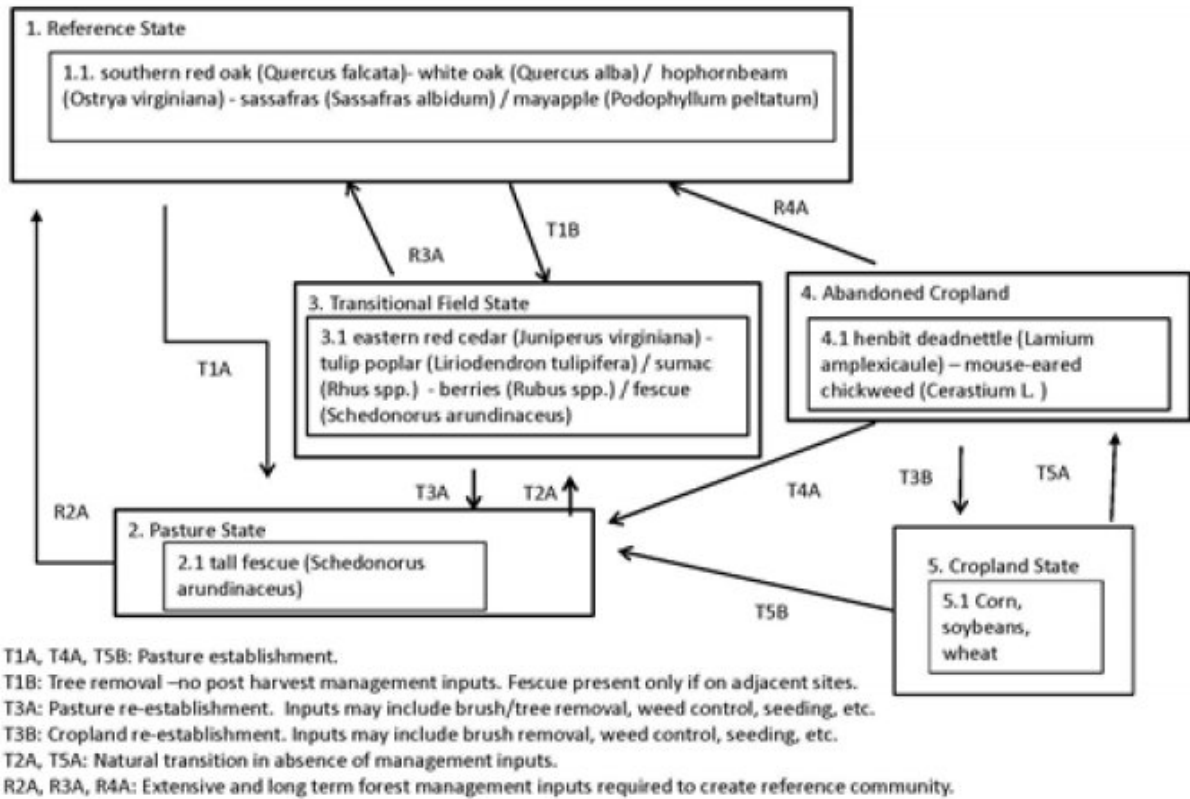 1. Reference State
1.1. southern red oak (Quercus falcata)- white oak (Quercus alba) / hophornbeam
(Ostrya virginiana) - sassafras (Sassafras albidum) / mayapple (Podophyllum peltatum)
R4A
T1B
R3A
3. Transitional Field State
3.1 eastern red cedar (Juniperus virginiana) -
tulip poplar (Liriodendron tulipifera) / sumac
(Rhus spp.) - berries (Rubus spp.) / fescue
(Schedonorus arundinaceus)
4. Abandoned Cropland
4.1 henbit deadnettle (Lamium
amplexicaule) – mouse-eared
chickweed (Cerastium L. )
T1A
T3A
T2A
T4A
T3B
T5A
R2A
2. Pasture State
2.1 tall fescue (Schedonorus
arundinaceus)
5. Cropland State
5.1 Corn,
soybeans,
wheat
T5B
T1A, T4A, T5B: Pasture establishment.
T1B: Tree removal –no post harvest management inputs. Fescue present only if on adjacent sites.
T3A: Pasture re-establishment. Inputs may include brush/tree removal, weed control, seeding, etc.
T3B: Cropland re-establishment. Inputs may include brush removal, weed control, seeding, etc.
T2A, T5A: Natural transition in absence of management inputs.
R2A, R3A, R4A: Extensive and long term forest management inputs required to create reference community.